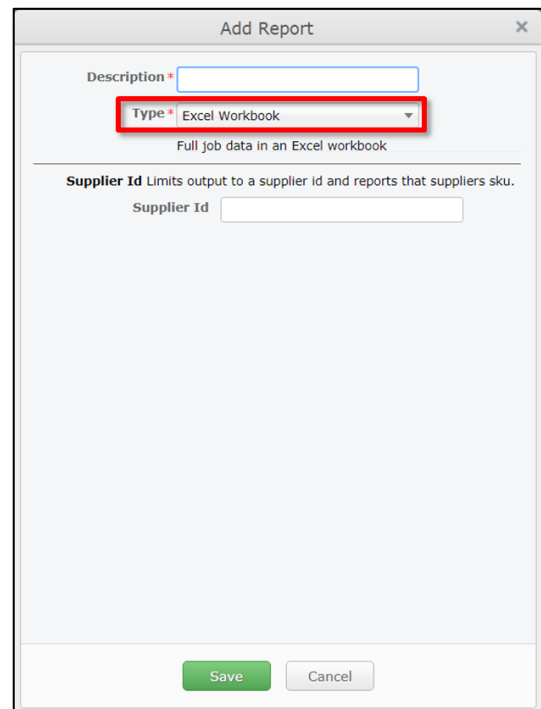 Add Report ×
Description *
Type * Excel Workbook
Full job data in an Excel workbook
Supplier Id Limits output to a supplier id and reports that suppliers sku.
Supplier Id
Save Cancel